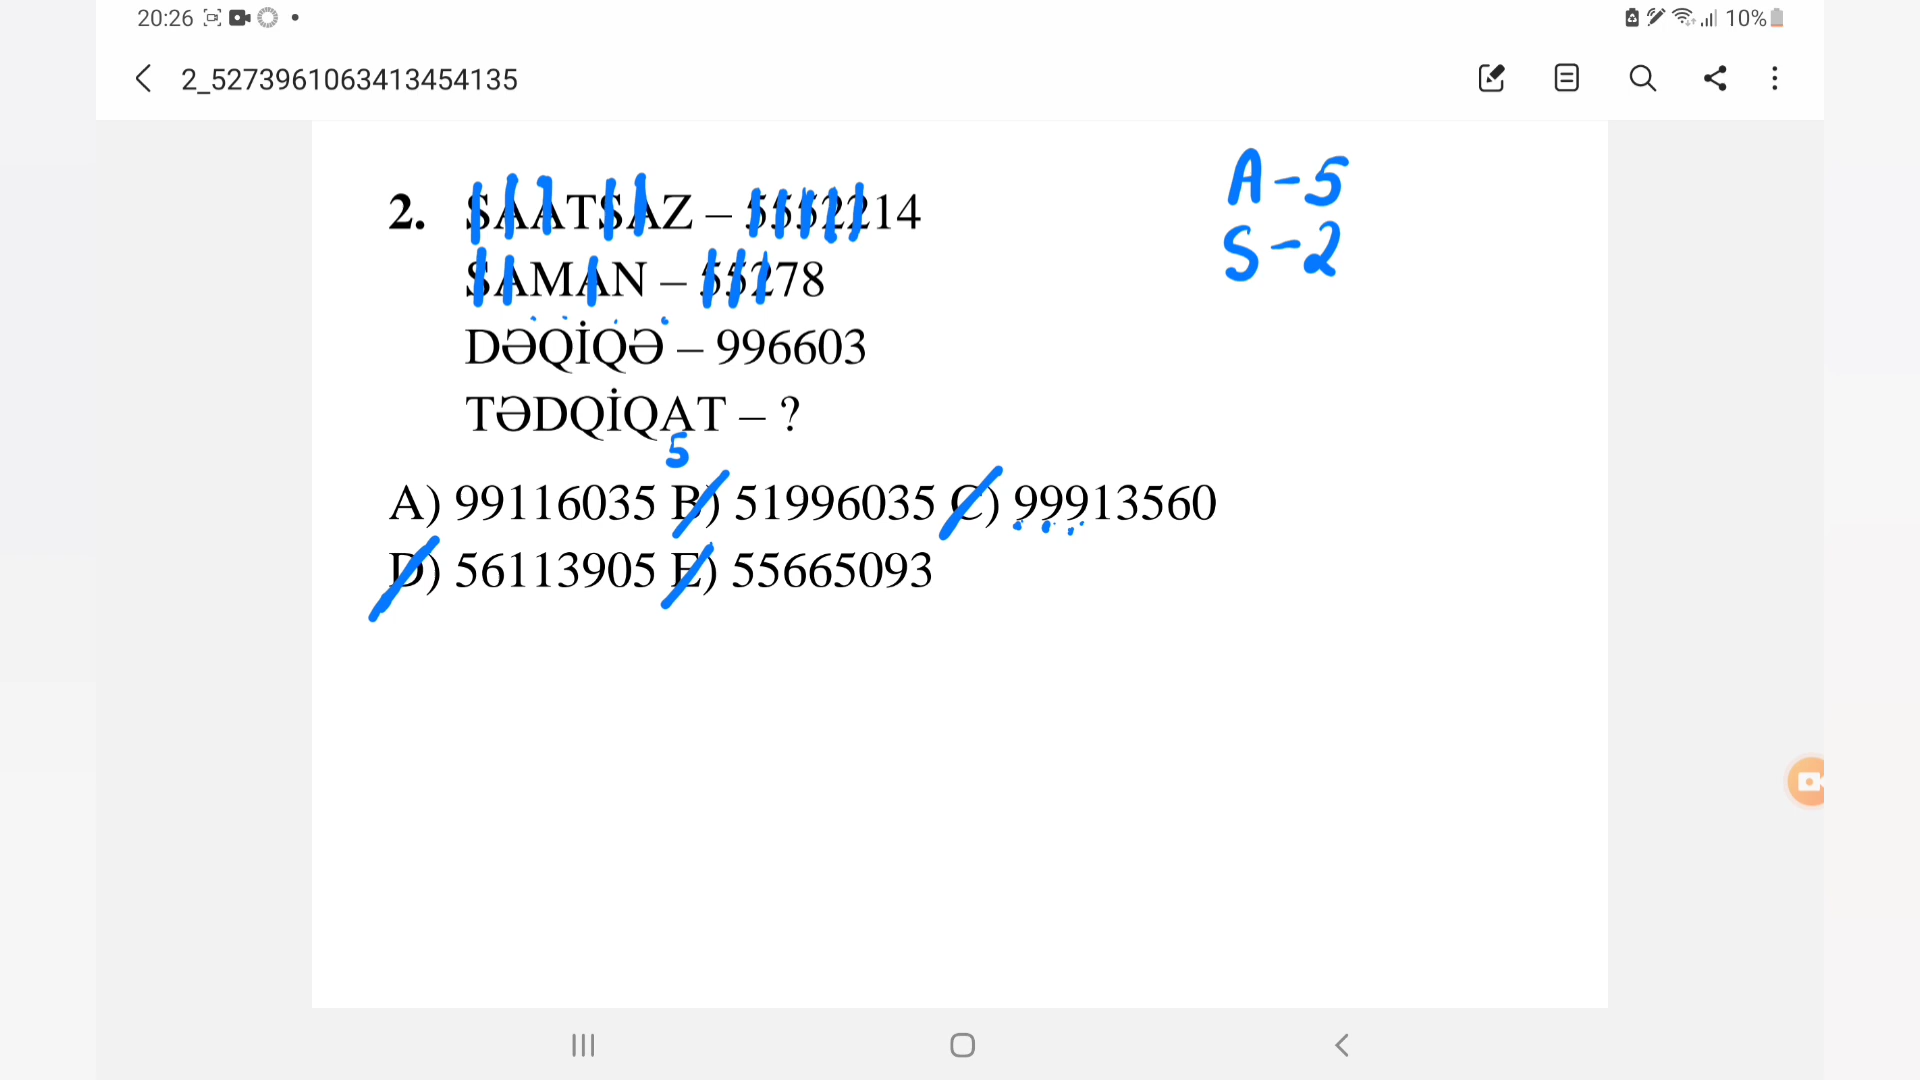 20:26
10%
2_5273961063413454135
2. SAATSAZ – 5552214
SAMAN – 55278
DƏQİQƏ – 996603
TƏDQİQAT – ?
5
A) 99116035 B) 51996035 C) 99913560
D) 56113905 E) 55665093
A-5
S-2